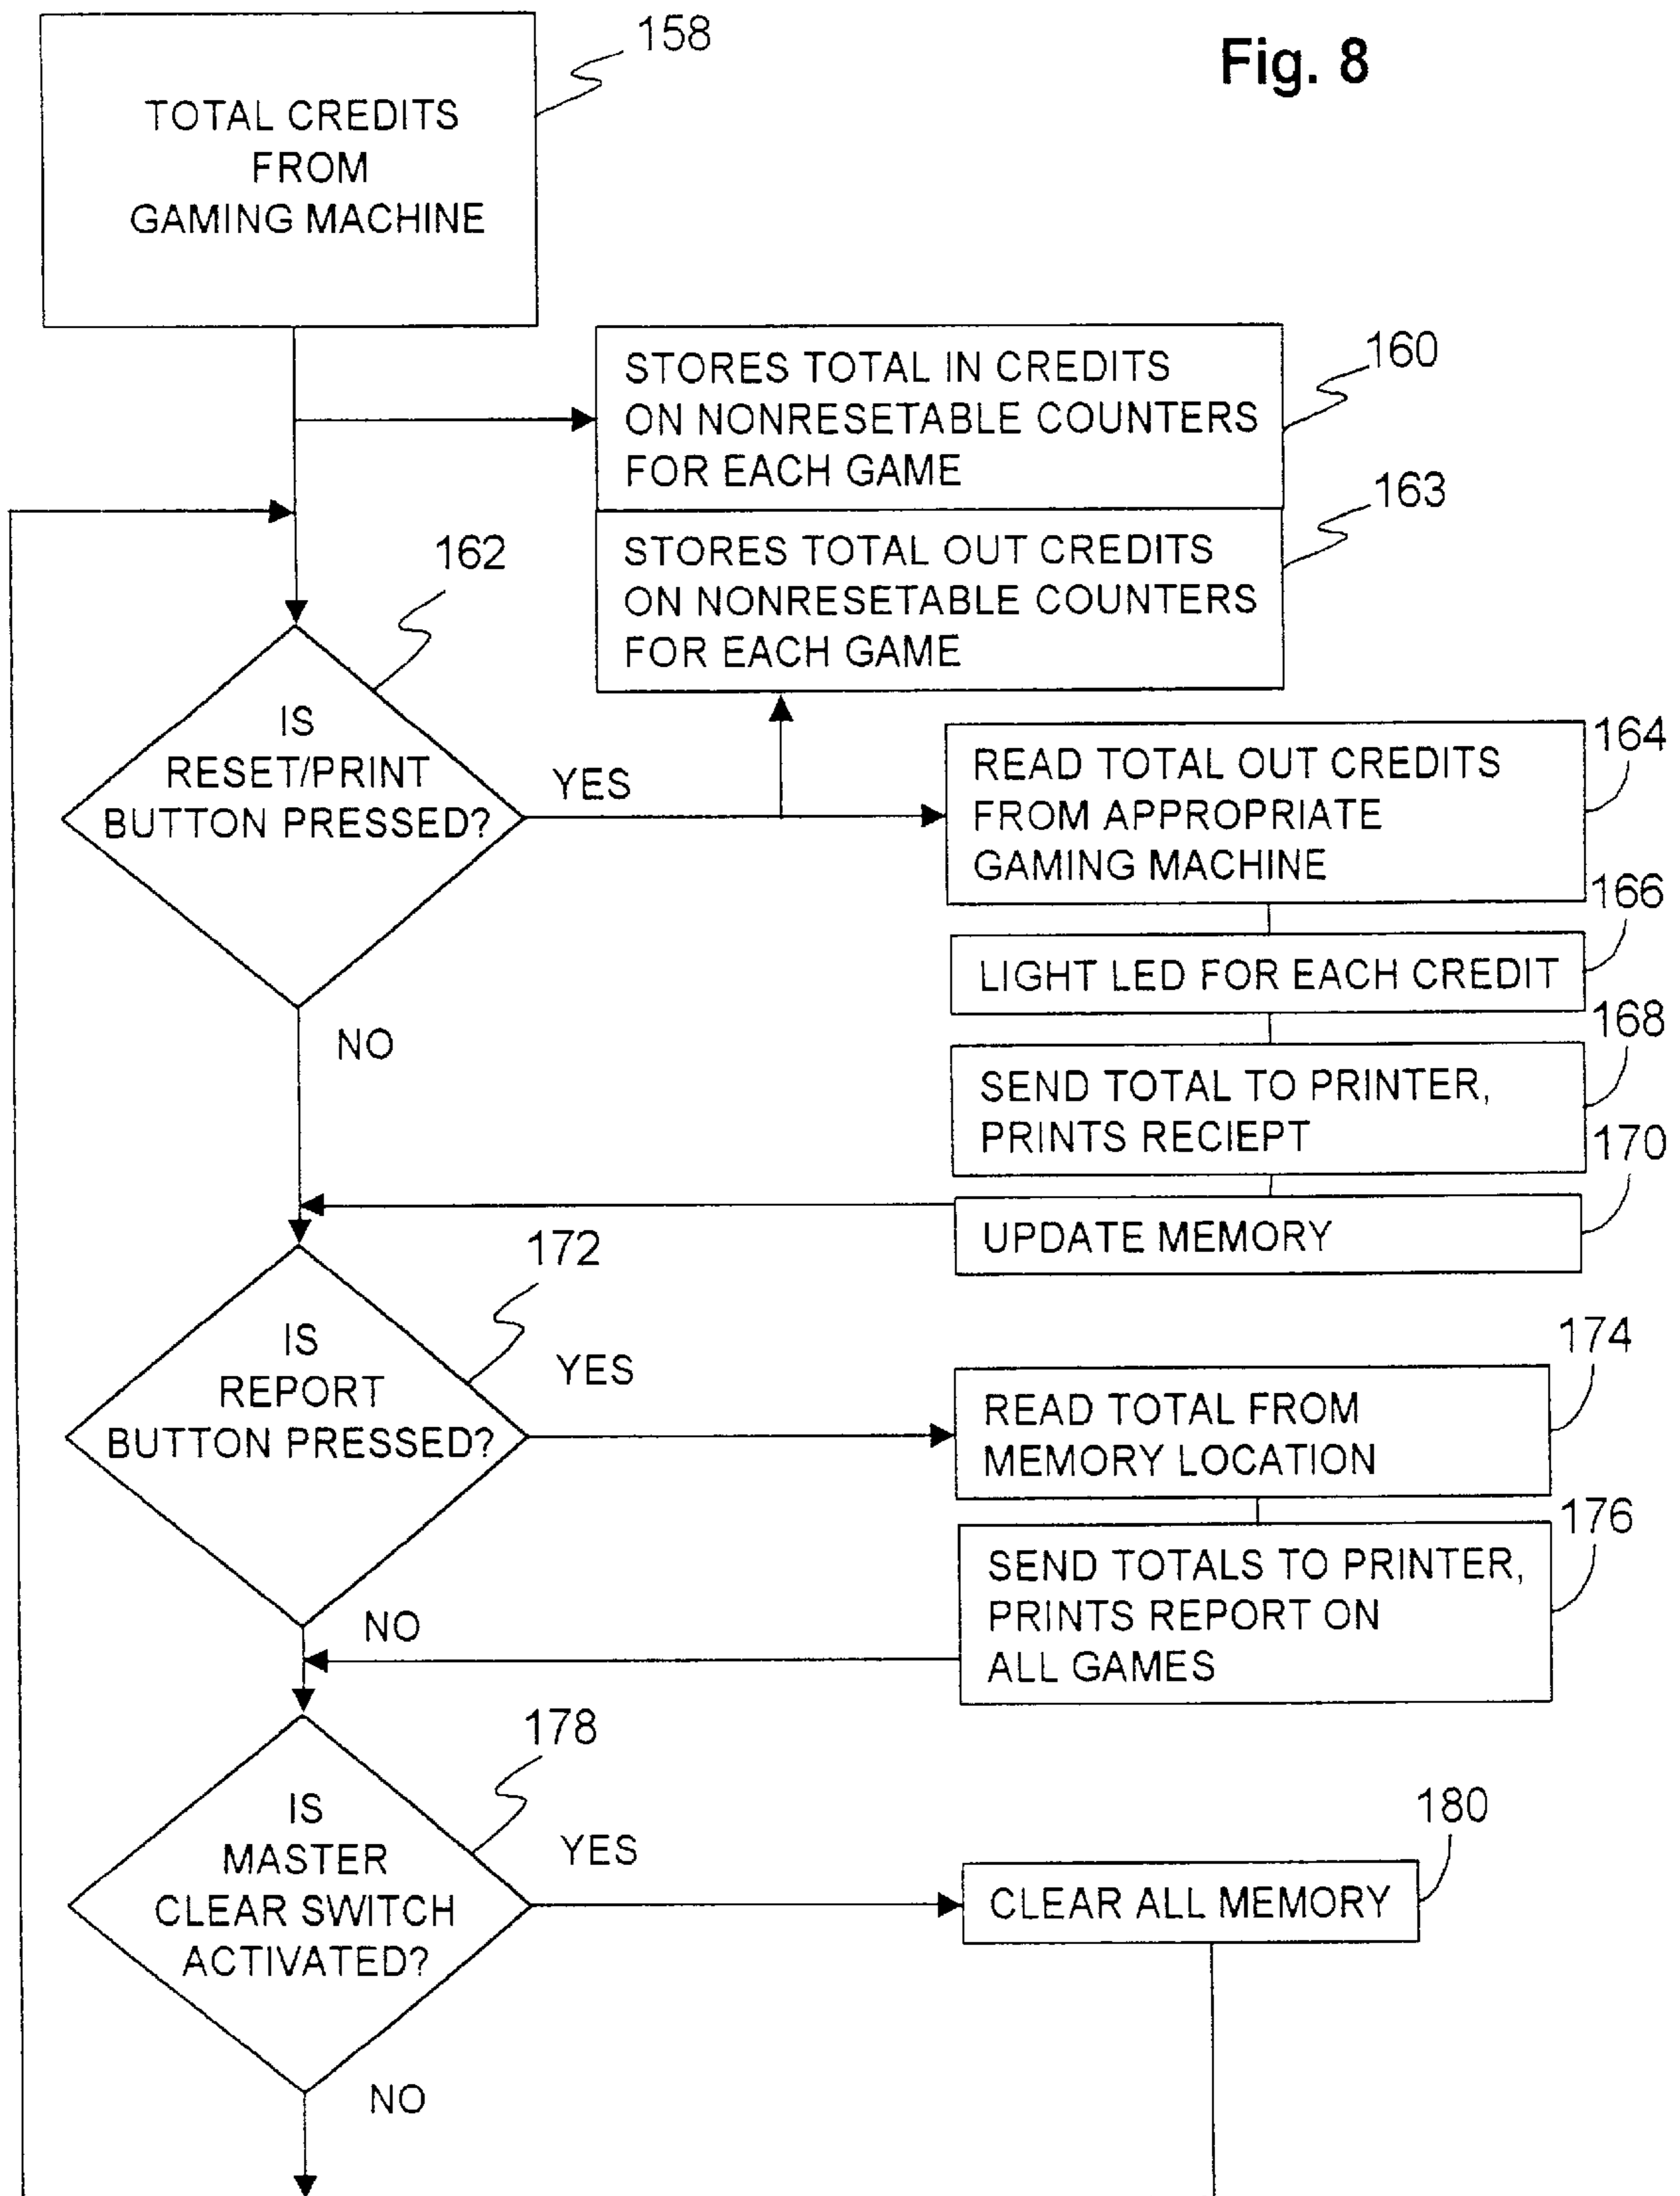 Fig. 8
158
TOTAL CREDITS
FROM
GAMING MACHINE
160
STORES TOTAL IN CREDITS
ON NONRESETABLE COUNTERS
FOR EACH GAME
163
STORES TOTAL OUT CREDITS
ON NONRESETABLE COUNTERS
FOR EACH GAME
162
IS
RESET/PRINT
BUTTON PRESSED?
YES
NO
164
READ TOTAL OUT CREDITS
FROM APPROPRIATE
GAMING MACHINE
166
LIGHT LED FOR EACH CREDIT
168
SEND TOTAL TO PRINTER,
PRINTS RECIEPT
170
UPDATE MEMORY
172
IS
REPORT
BUTTON PRESSED?
YES
NO
174
READ TOTAL FROM
MEMORY LOCATION
176
SEND TOTALS TO PRINTER,
PRINTS REPORT ON
ALL GAMES
178
IS
MASTER
CLEAR SWITCH
ACTIVATED?
YES
NO
180
CLEAR ALL MEMORY